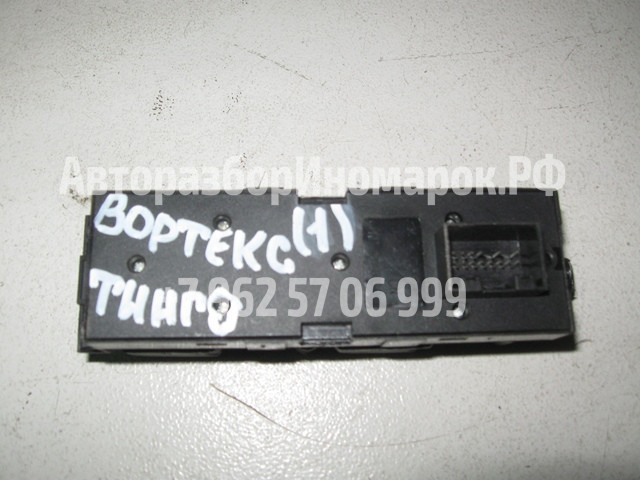 АвторазборИномарок.РФ
ВОРТЕКС (1)
ТИНГО
7 962 57 06 999